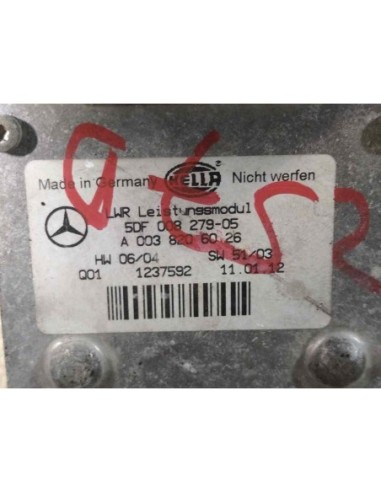 Made in Germany HELLA Nicht werfen
LWR Leistungsmodul
5DF 008 279-05
A 003 820 60 26
HW 06/04 SW 51/03
Q01 1237592 11.01.12